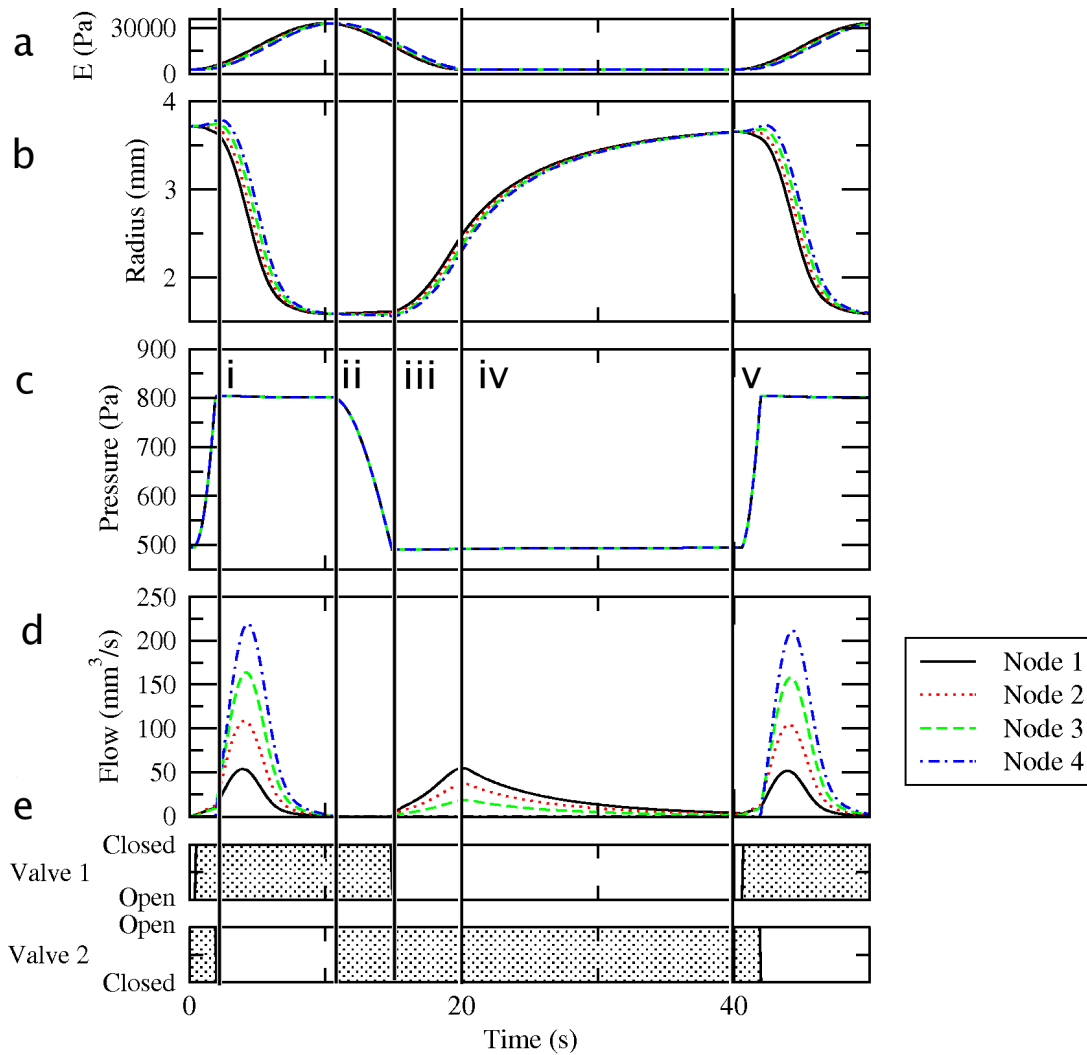 a
E (Pa)
30000
0
b
Radius (mm)
4
3
2
c
Pressure (Pa)
900
800
700
600
500
i
ii
iii
iv
v
d
Flow (mm³/s)
250
200
150
100
50
0
Node 1
Node 2
Node 3
Node 4
e
Valve 1
Closed
Open
Valve 2
Open
Closed
0
20
40
Time (s)